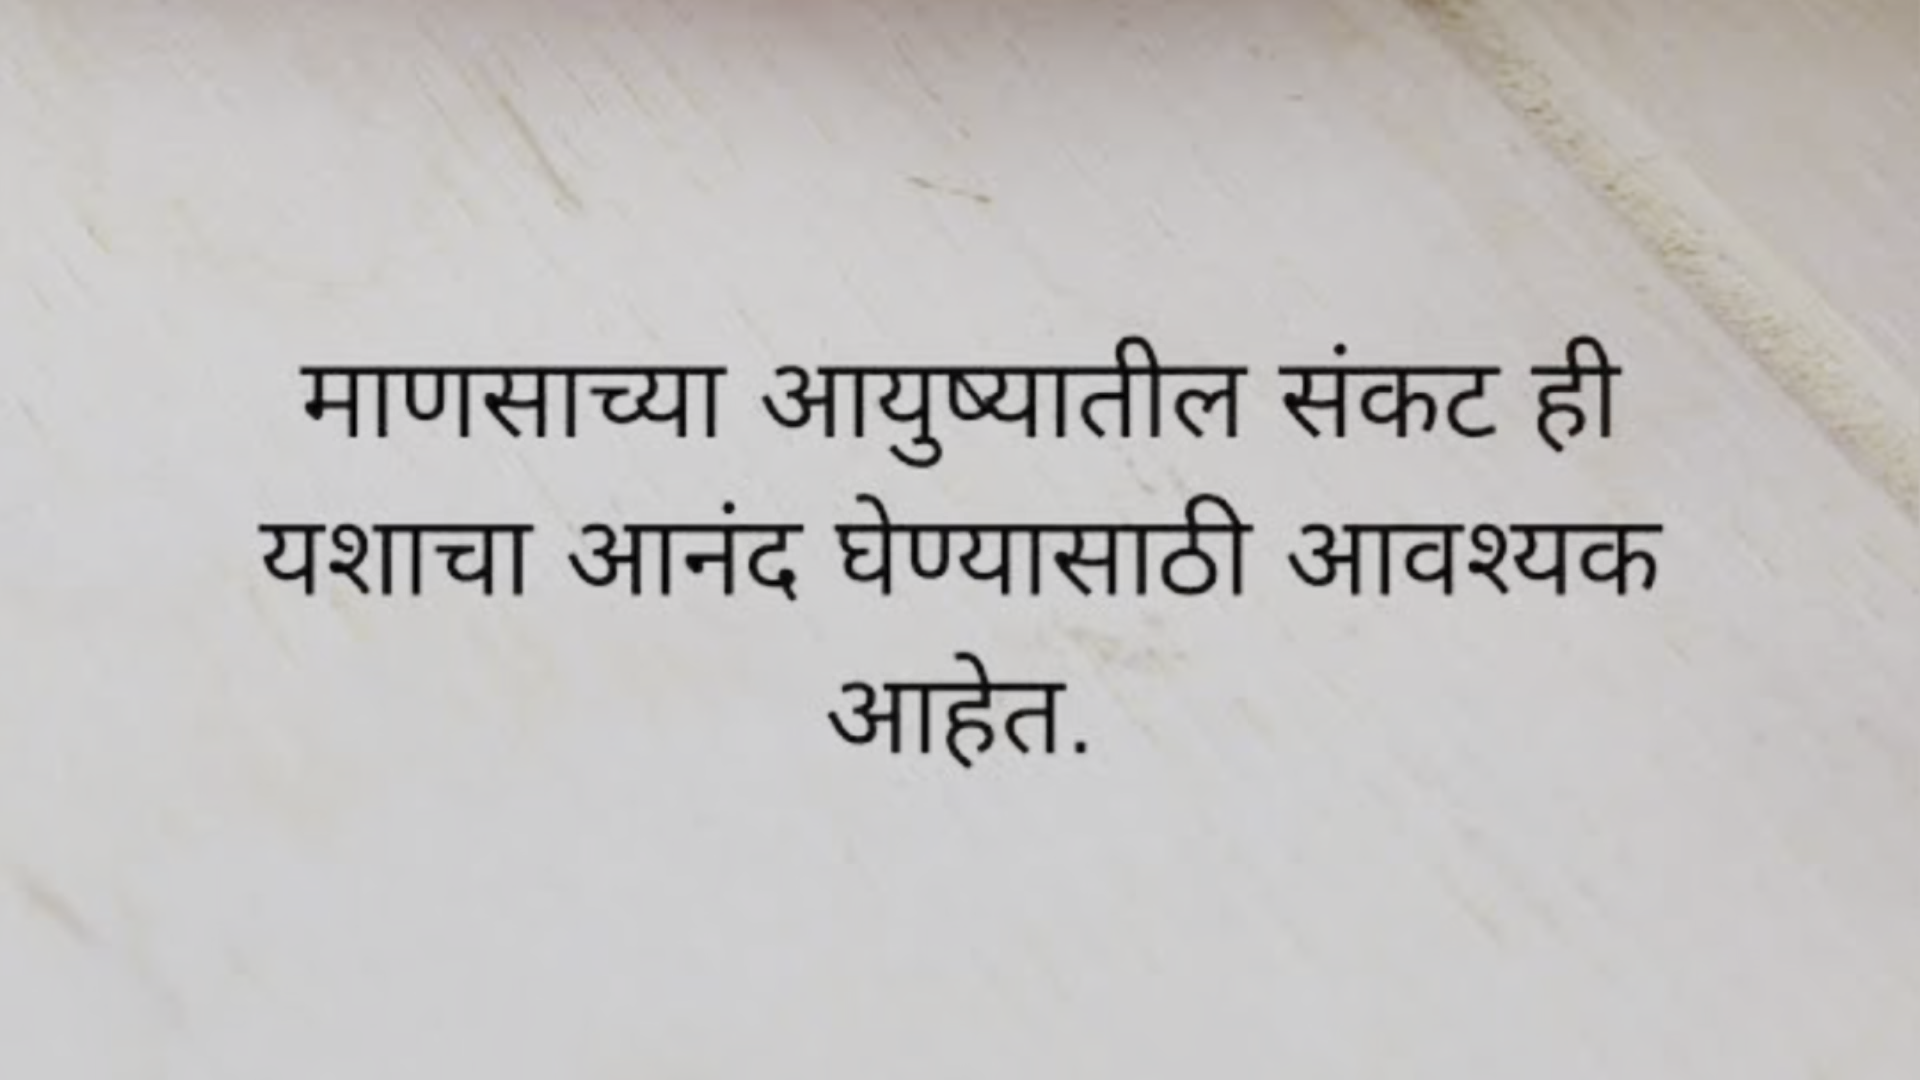 माणसाच्या आयुष्यातील संकट ही
यशाचा आनंद घेण्यासाठी आवश्यक
आहेत.